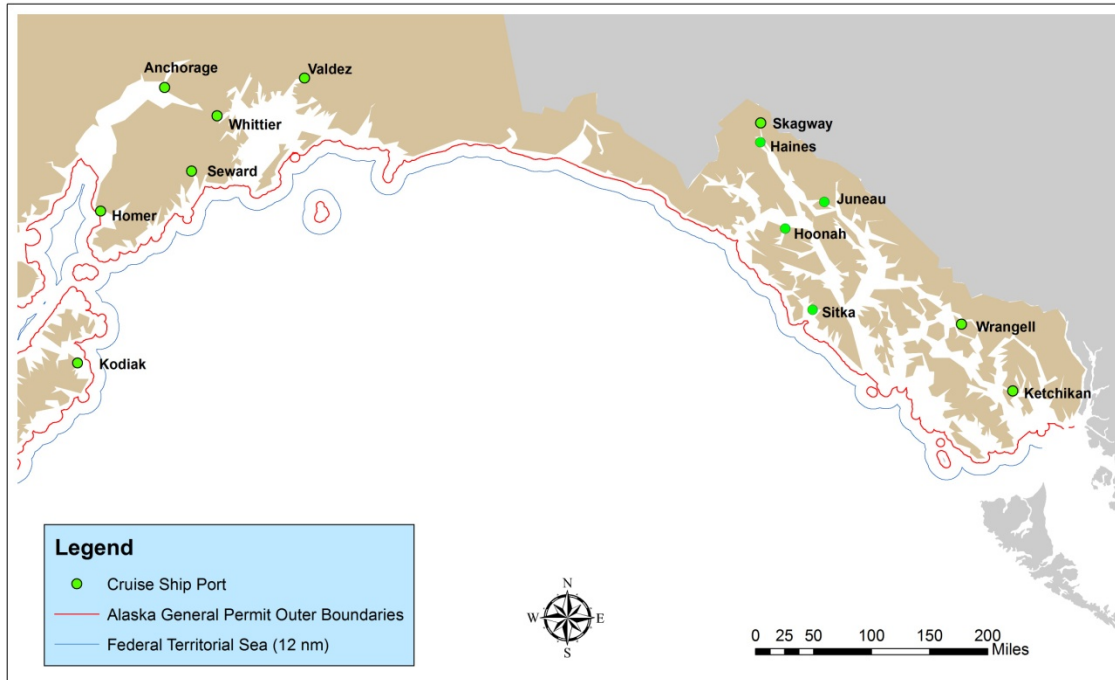 Anchorage
Valdez
Whittier
Seward
Homer
Kodiak
Skagway
Haines
Juneau
Hoonah
Sitka
Wrangell
Ketchikan
Legend
Cruise Ship Port
Alaska General Permit Outer Boundaries
Federal Territorial Sea (12 nm)
N
W E
S
0 25 50 100 150 200
Miles